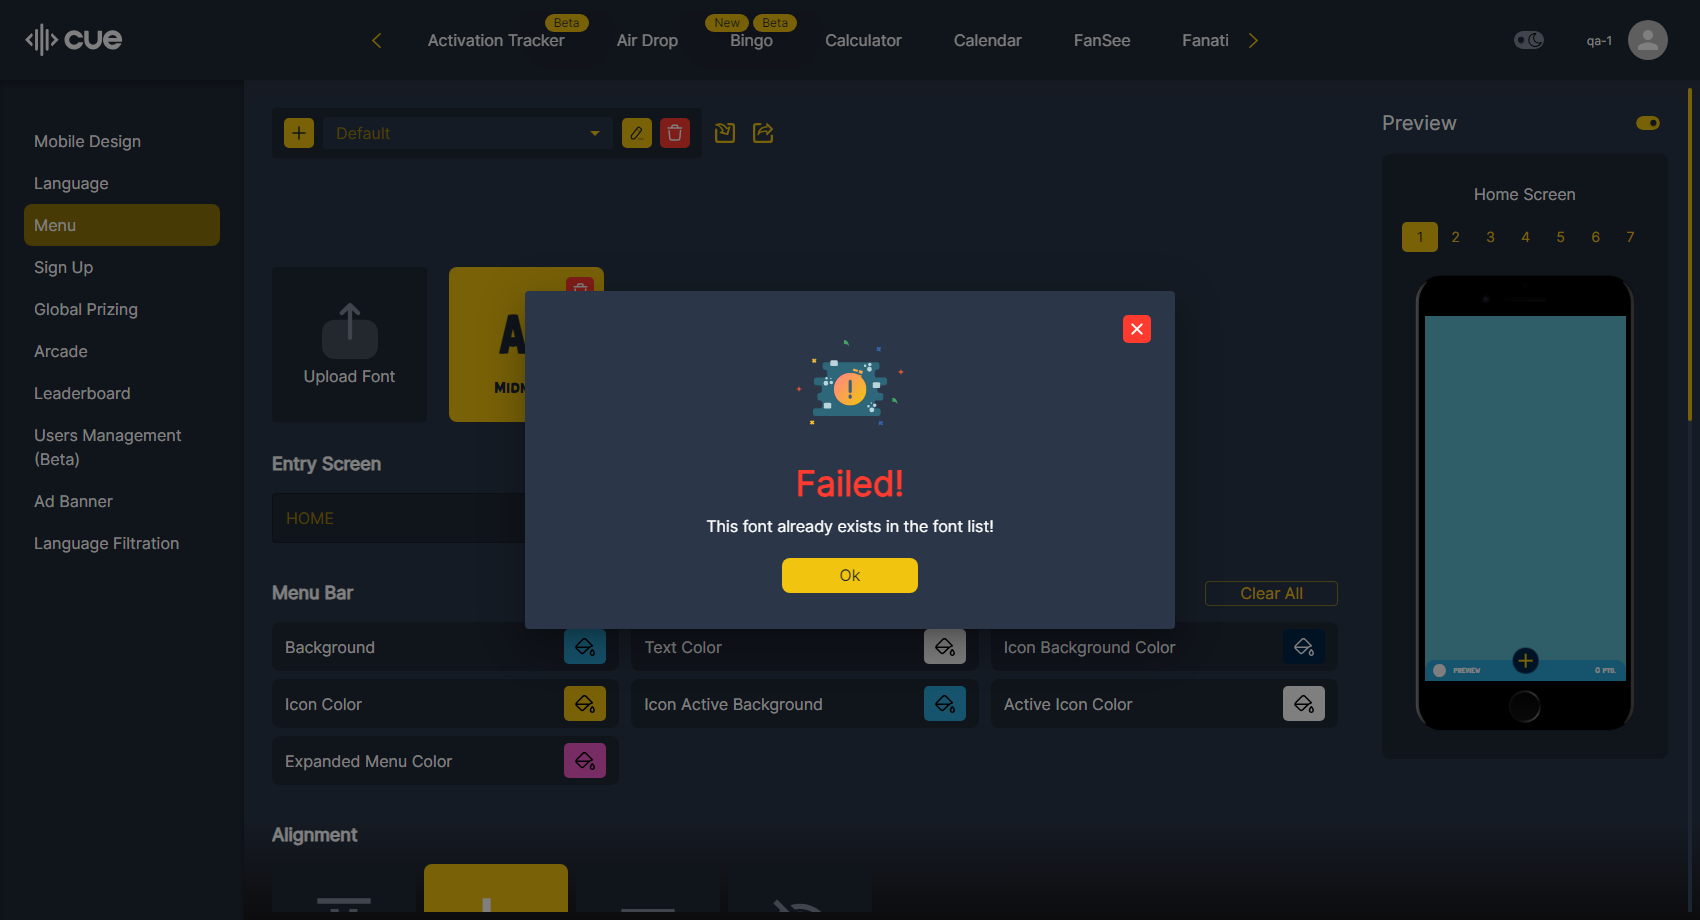 cue
Beta
New
Beta
Activation Tracker
Air Drop
Bingo
Calculator
Calendar
FanSee
Fanati
qa-1
Mobile Design
Language
Menu
Sign Up
Global Prizing
Arcade
Leaderboard
Users Management
(Beta)
Ad Banner
Language Filtration
Default
Upload Font
Entry Screen
HOME
Failed!
This font already exists in the font list!
Ok
Menu Bar
Clear All
Background
Text Color
Icon Background Color
Icon Color
Icon Active Background
Active Icon Color
Expanded Menu Color
Alignment
Preview
Home Screen
1
2
3
4
5
6
7
PREVIEW
0 PTS.